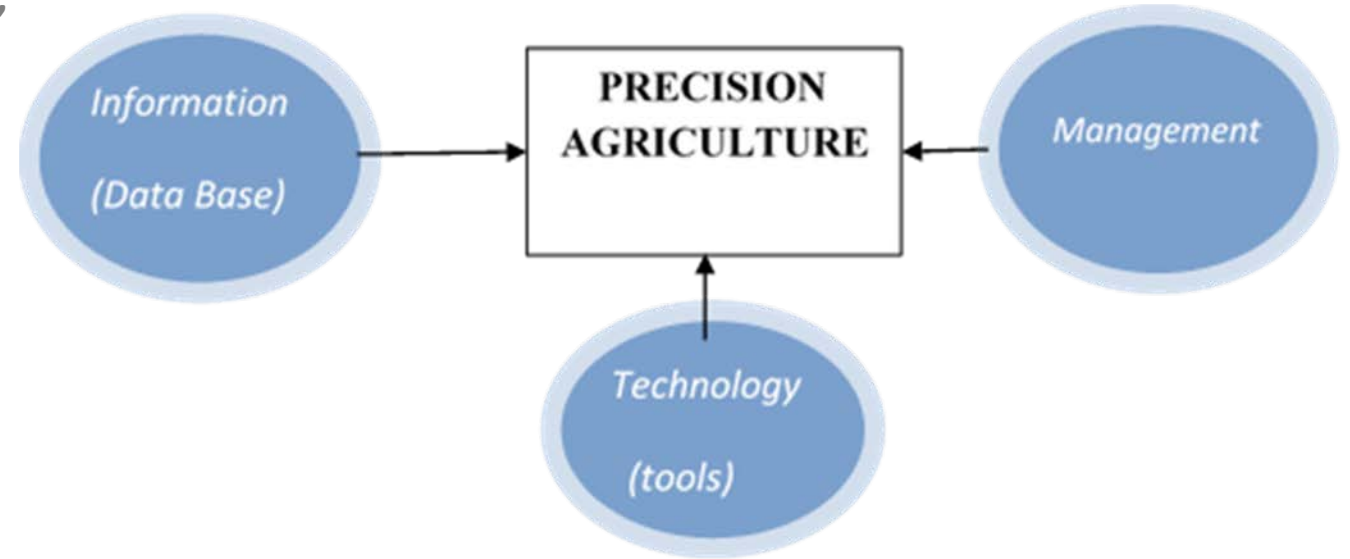 Information
(Data Base)
PRECISION
AGRICULTURE
Management
Technology
(tools)